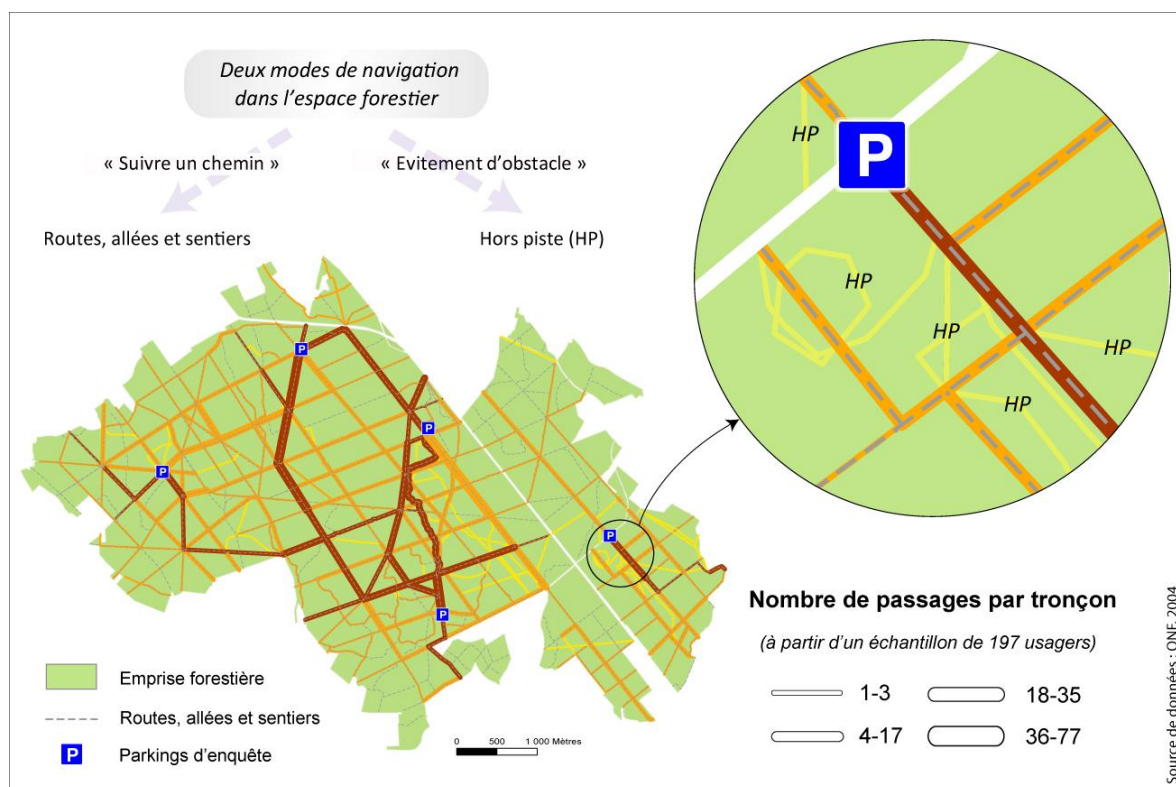 Deux modes de navigation
dans l'espace forestier
« Suivre un chemin »
« Evitement d'obstacle »
Routes, allées et sentiers
Hors piste (HP)
P
HP
HP
HP
HP
HP
P
P
P
P
P
Emprise forestière
Routes, allées et sentiers
P
Parkings d'enquête
0 500 1 000 Mètres
Nombre de passages par tronçon
(à partir d'un échantillon de 197 usagers)
1-3
18-35
4-17
36-77
Source de données : ONF, 2004